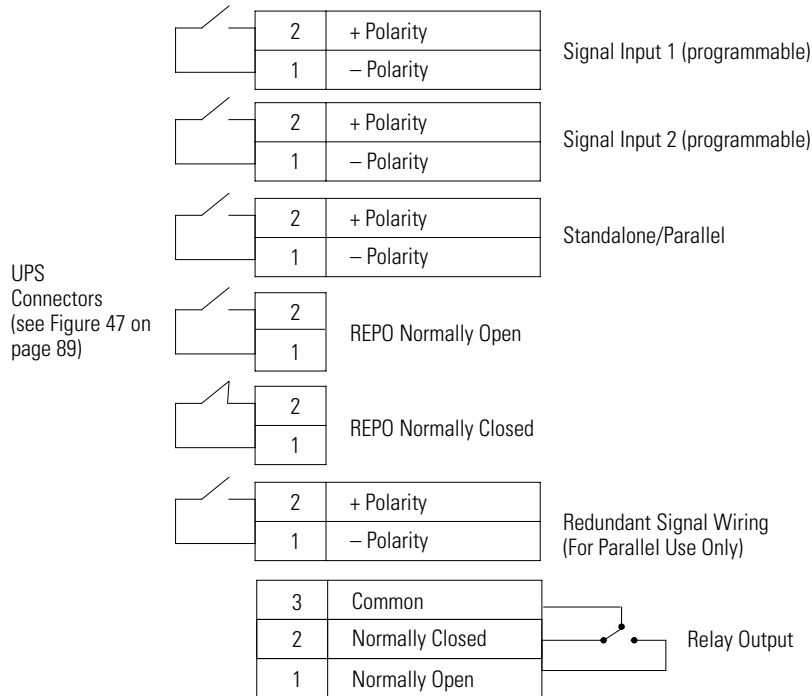 2 + Polarity
1 – Polarity
Signal Input 1 (programmable)
2 + Polarity
1 – Polarity
Signal Input 2 (programmable)
2 + Polarity
1 – Polarity
Standalone/Parallel
UPS
Connectors
(see Figure 47 on
page 89)
2
1
REPO Normally Open
2
1
REPO Normally Closed
2 + Polarity
1 – Polarity
Redundant Signal Wiring
(For Parallel Use Only)
3 Common
2 Normally Closed
1 Normally Open
Relay Output